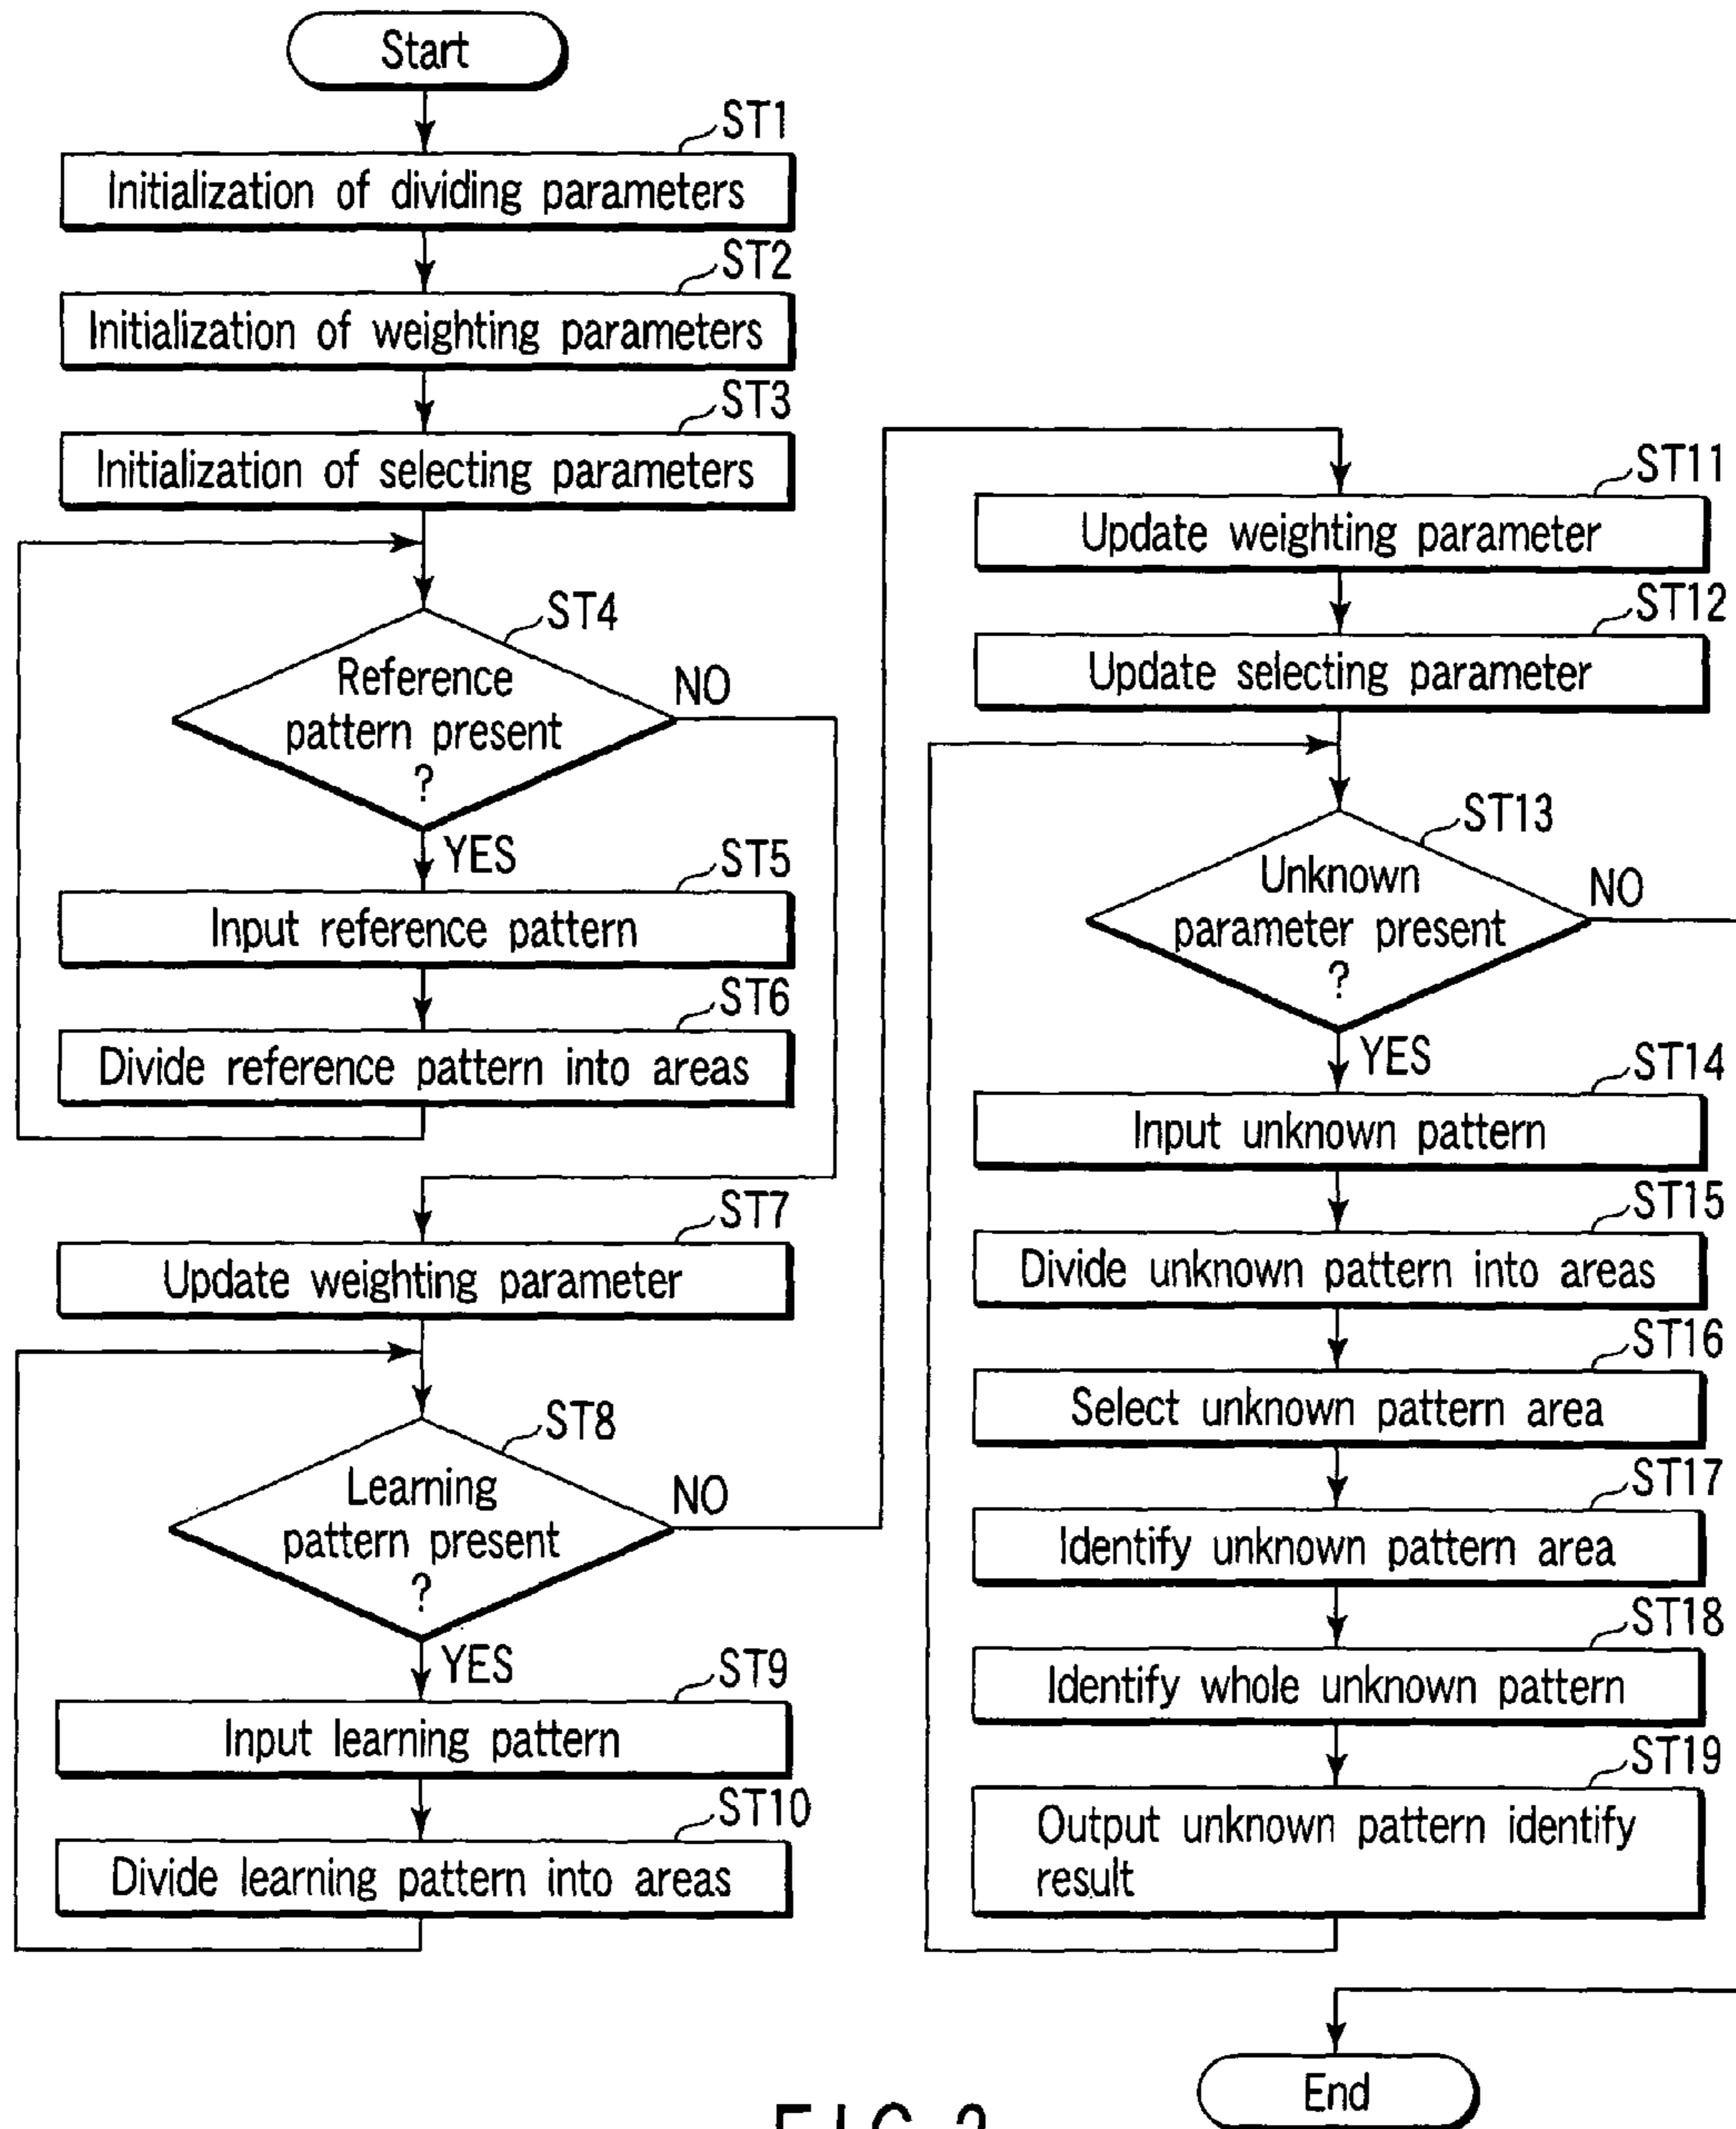 Start
ST1
Initialization of dividing parameters
ST2
Initialization of weighting parameters
ST3
Initialization of selecting parameters
ST4
Reference
pattern present
?
NO
YES
ST5
Input reference pattern
ST6
Divide reference pattern into areas
ST7
Update weighting parameter
ST8
Learning
pattern present
?
NO
YES
ST9
Input learning pattern
ST10
Divide learning pattern into areas
ST11
Update weighting parameter
ST12
Update selecting parameter
ST13
Unknown
parameter present
?
NO
YES
ST14
Input unknown pattern
ST15
Divide unknown pattern into areas
ST16
Select unknown pattern area
ST17
Identify unknown pattern area
ST18
Identify whole unknown pattern
ST19
Output unknown pattern identify
result
End